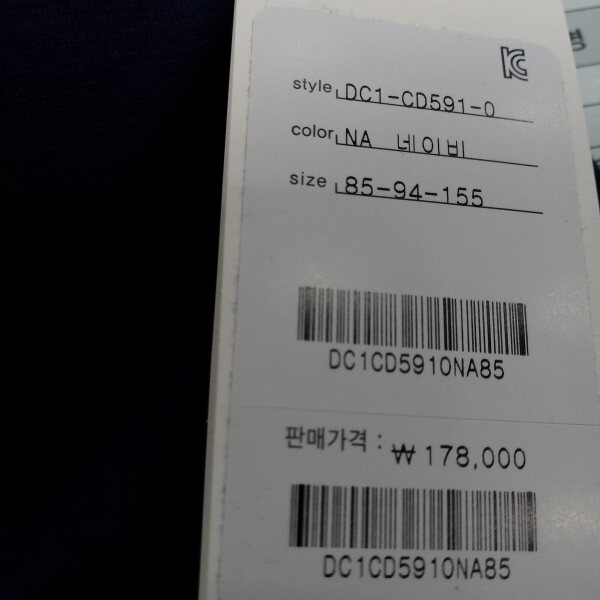 style DC1-CD591-0
color NA 네이비
size 85-94-155
DC1CD5910NA85
판매가격 : ₩ 178,000
DC1CD5910NA85